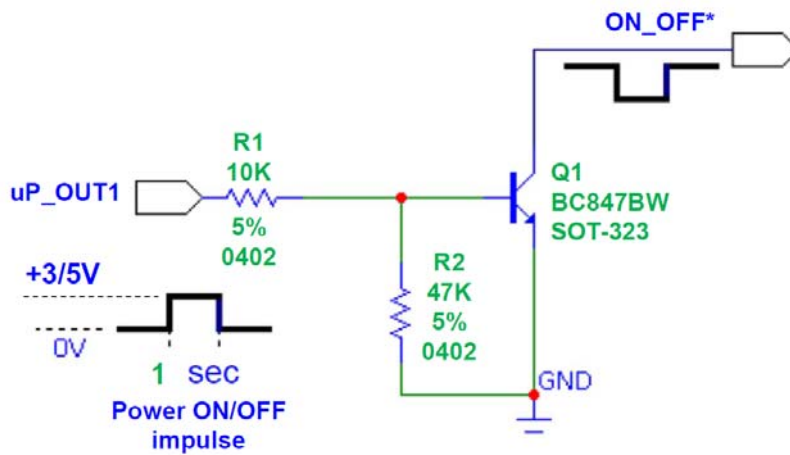 ON_OFF*
R1
10K
uP_OUT1
5%
0402
Q1
BC847BW
SOT-323
+3/5V
0V
1 sec
Power ON/OFF
impulse
R2
47K
5%
0402
GND